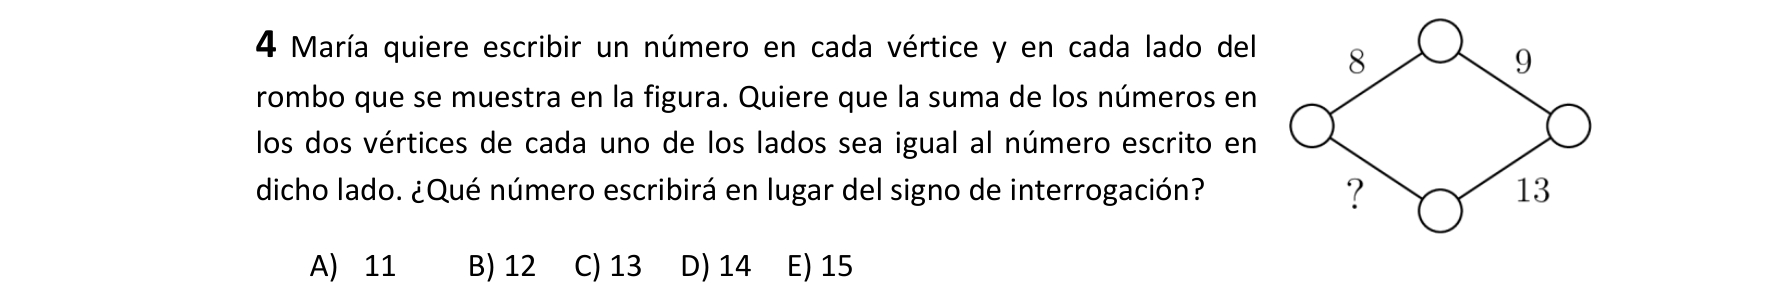 4 María quiere escribir un número en cada vértice y en cada lado del
rombo que se muestra en la figura. Quiere que la suma de los números en
los dos vértices de cada uno de los lados sea igual al número escrito en
dicho lado. ¿Qué número escribirá en lugar del signo de interrogación?
A) 11 B) 12 C) 13 D) 14 E) 15
8 9
? 13